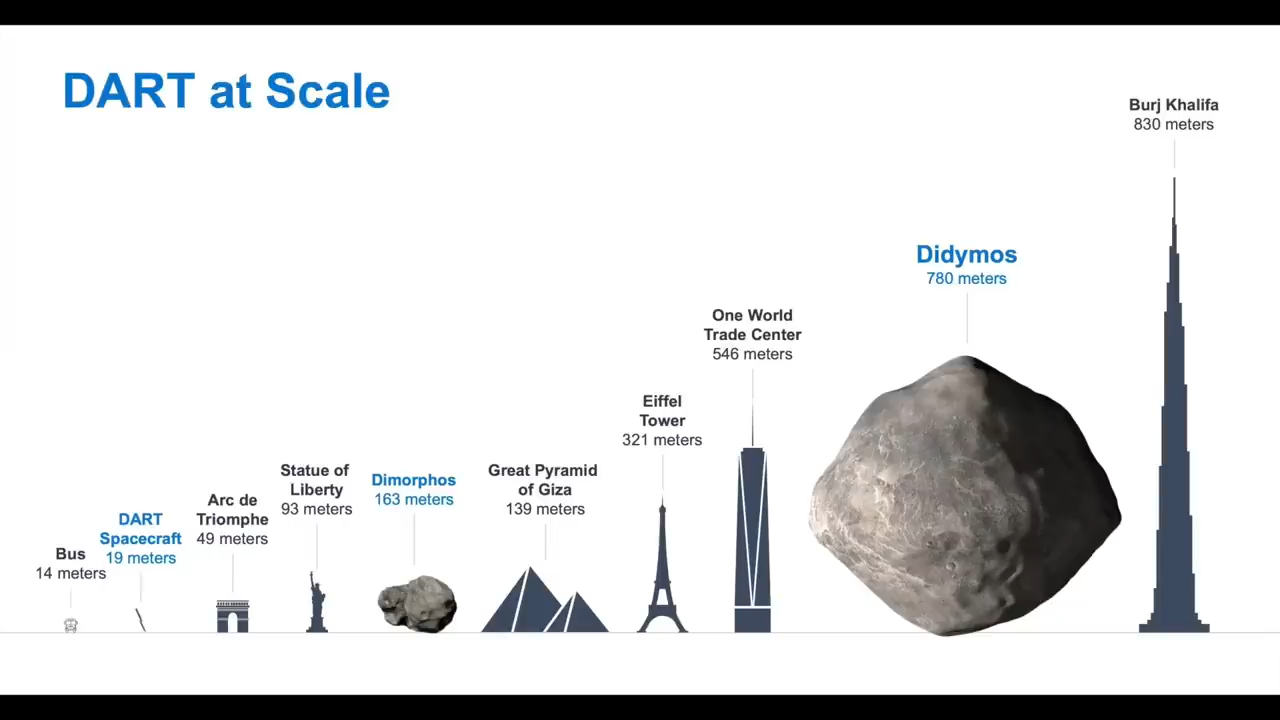 DART at Scale
Bus
14 meters
DART
Spacecraft
19 meters
Arc de
Triomphe
49 meters
Statue of
Liberty
93 meters
Dimorphos
163 meters
Great Pyramid
of Giza
139 meters
Eiffel
Tower
321 meters
One World
Trade Center
546 meters
Didymos
780 meters
Burj Khalifa
830 meters